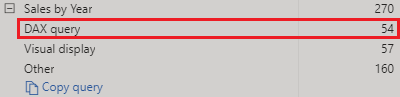 Sales by Year 270
DAX query 54
Visual display 57
Other 160
Copy query